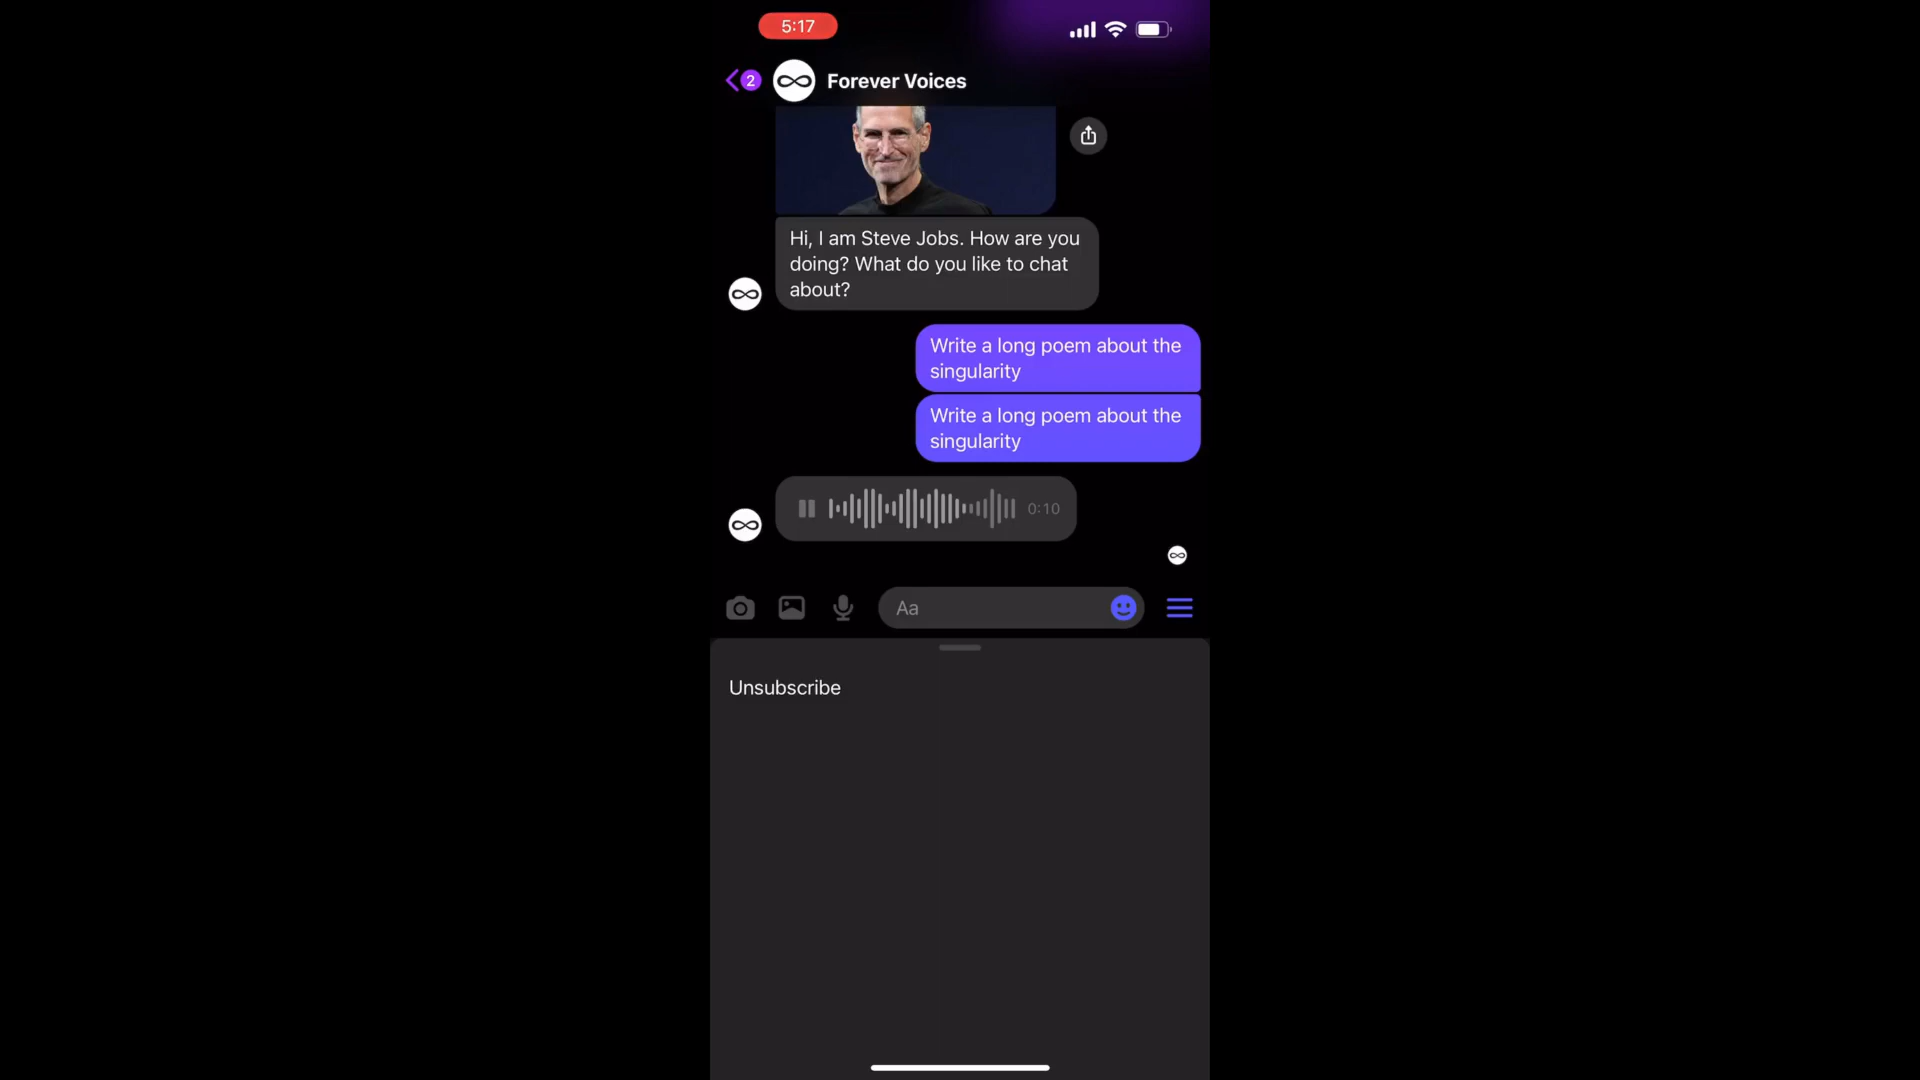 5:17
2
Forever Voices
Hi, I am Steve Jobs. How are you
doing? What do you like to chat
about?
Write a long poem about the
singularity
Write a long poem about the
singularity
0:10
Aa
Unsubscribe